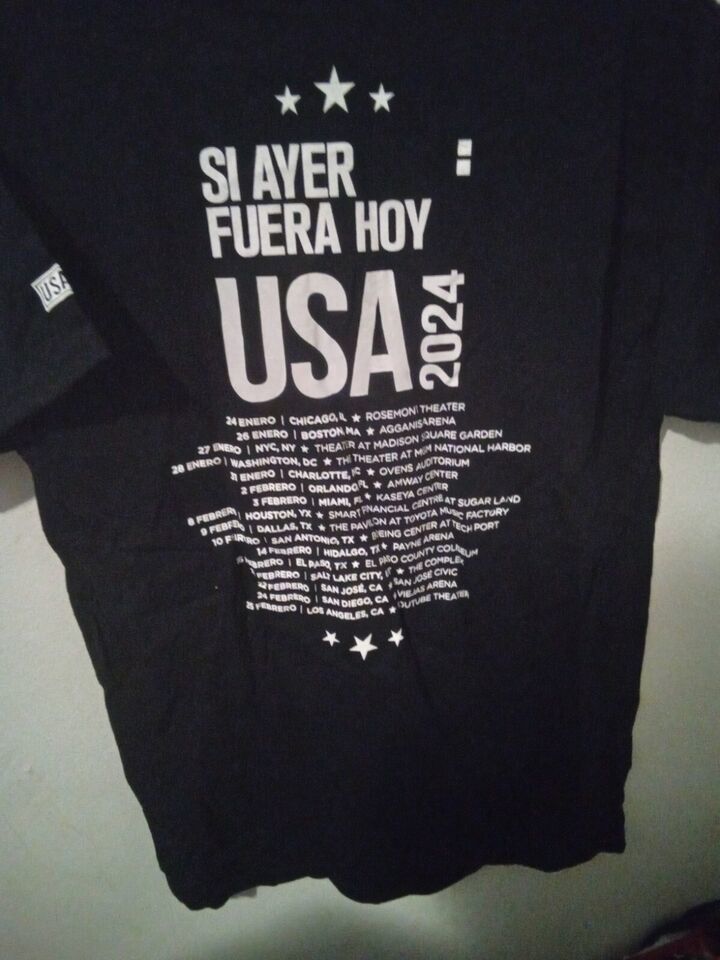 SI AYER
FUERA HOY
USA 2024
USA
24 ENERO | CHICAGO, IL ★ ROSEMONT THEATER
26 ENERO | BOSTON, MA ★ AGGANIS ARENA
27 ENERO | NYC, NY ★ THEATER AT MADISON SQUARE GARDEN
28 ENERO | WASHINGTON, DC ★ THE THEATER AT MGM NATIONAL HARBOR
31 ENERO | CHARLOTTE, NC ★ OVENS AUDITORIUM
2 FEBRERO | ORLANDO, FL ★ AMWAY CENTER
3 FEBRERO | MIAMI, FL ★ KASEYA CENTER
8 FEBRERO | HOUSTON, YX ★ SMART FINANCIAL CENTRE AT SUGAR LAND
9 FEBRERO | DALLAS, TX ★ THE PAVILION AT TOYOTA MUSIC FACTORY
10 FEBRERO | SAN ANTONIO, TX ★ BOEING CENTER AT TECH PORT
14 FEBRERO | HIDALGO, TX ★ PAYNE ARENA
FEBRERO | EL PASO, TX ★ EL PASO COUNTY COLISEUM
FEBRERO | SALT LAKE CITY, UT ★ THE COMPLEX
22 FEBRERO | SAN JOSÉ, CA ★ SAN JOSÉ CIVIC
24 FEBRERO | SAN DIEGO, CA ★ VIEJAS ARENA
25 FEBRERO | LOS ANGELES, CA ★ YOUTUBE THEATER